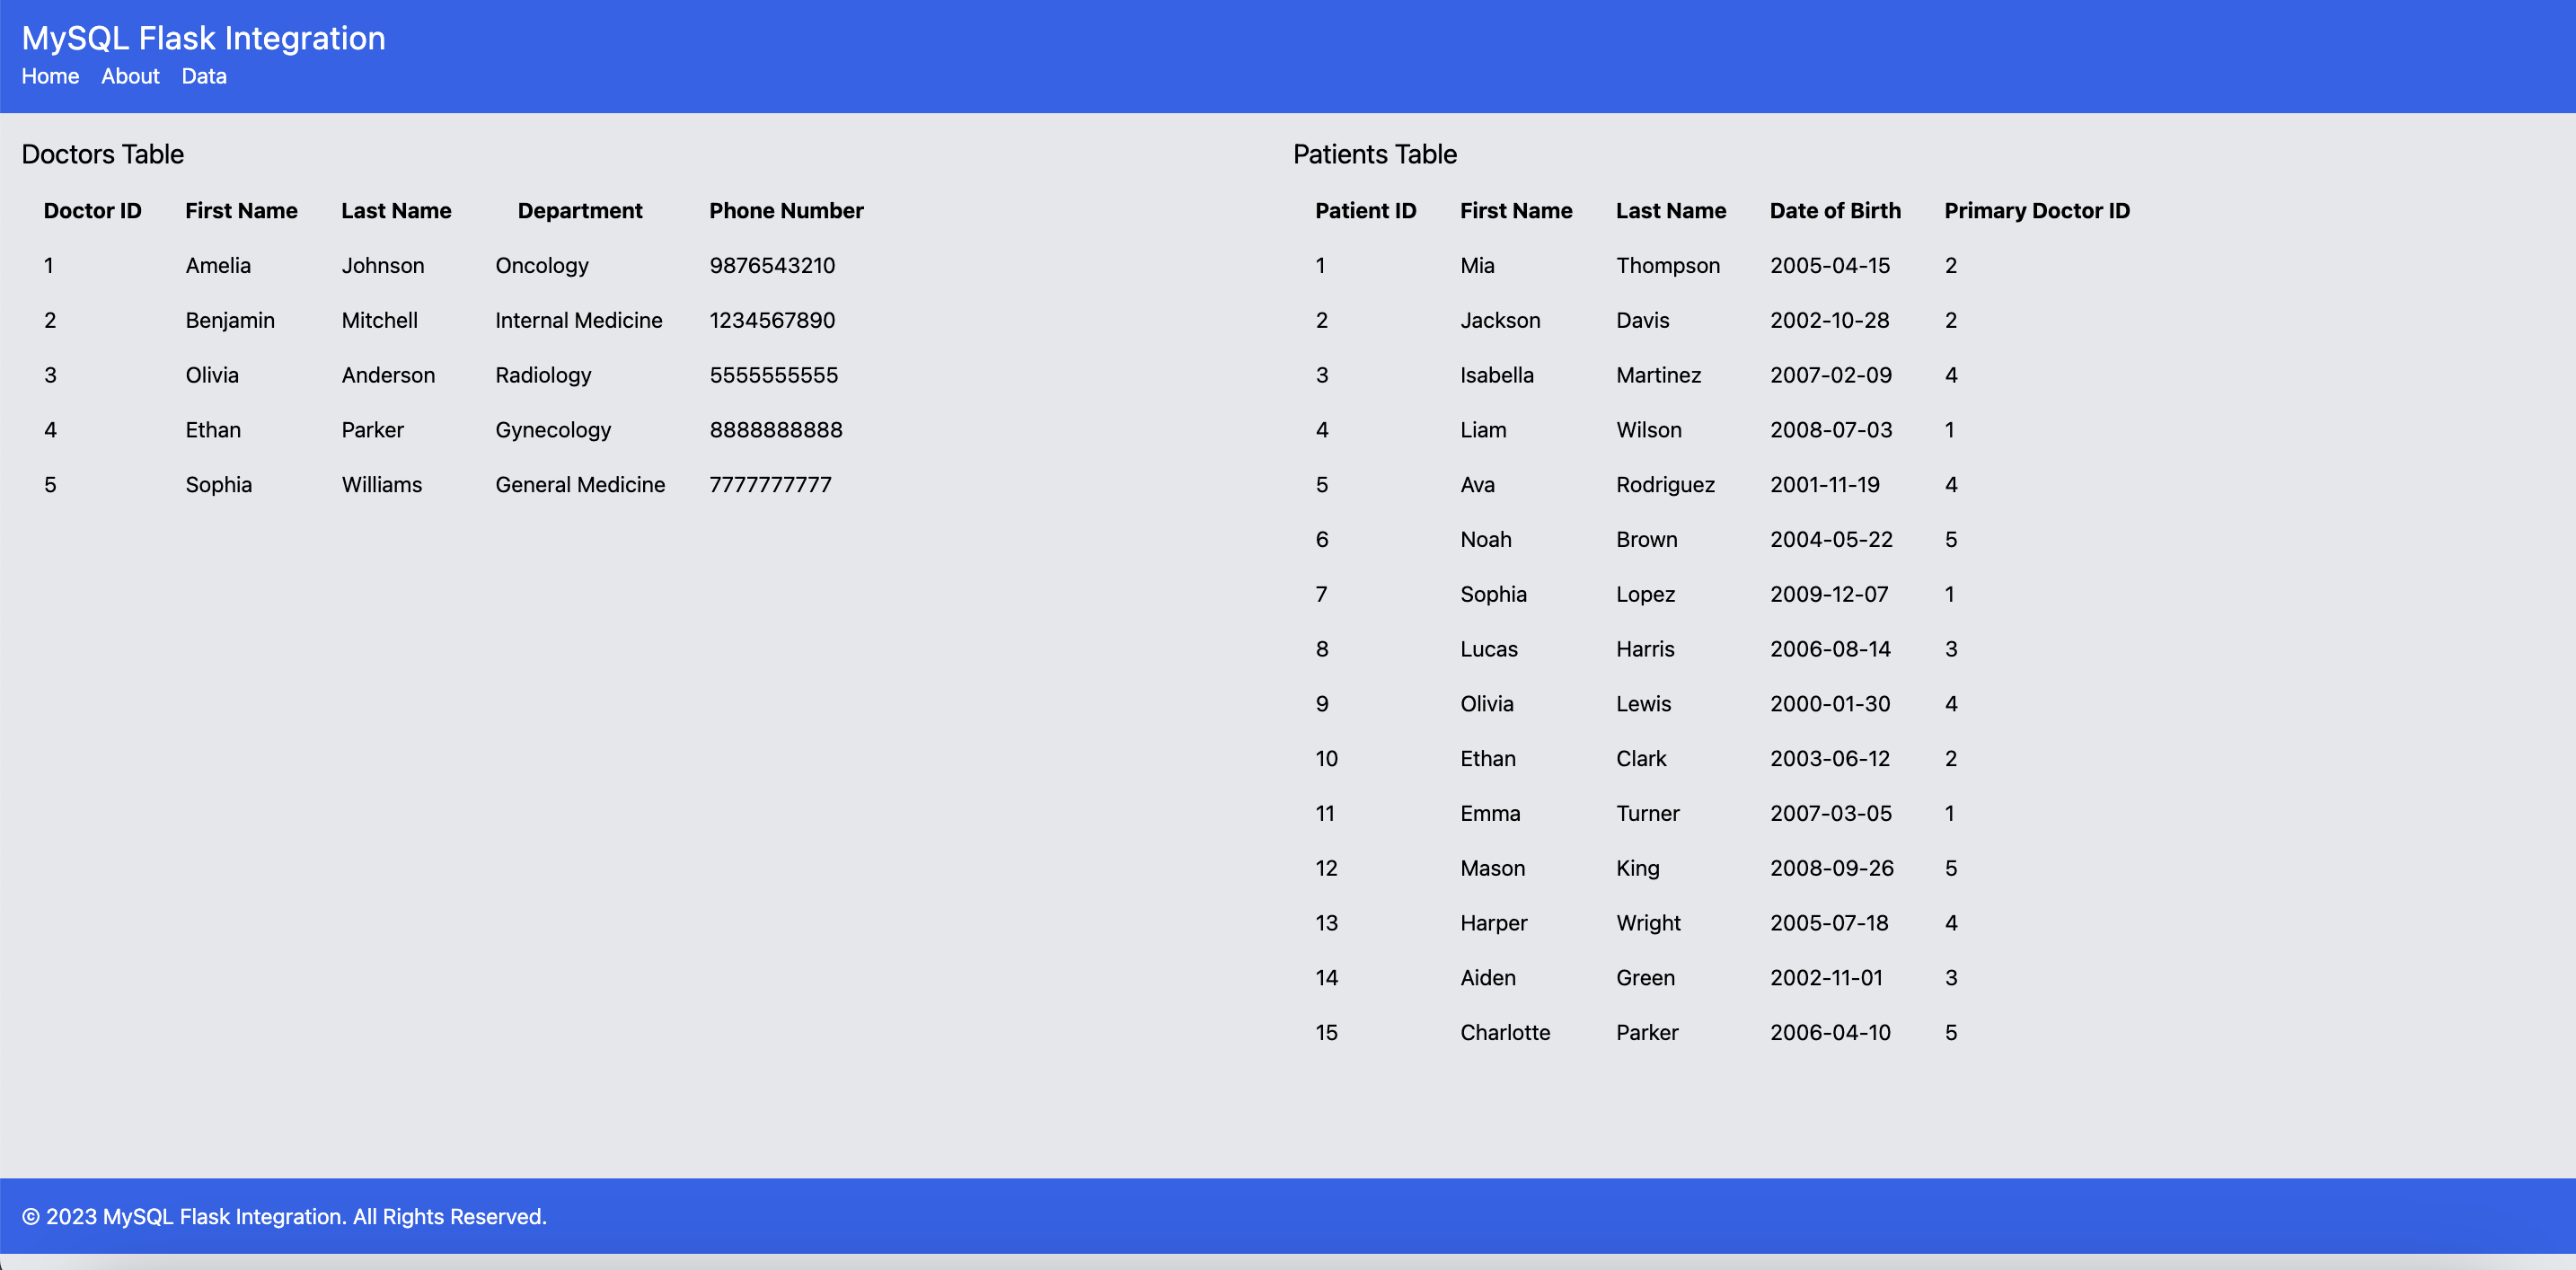 MySQL Flask Integration
Home About Data
Doctors Table
Doctor ID First Name Last Name Department Phone Number
1 Amelia Johnson Oncology 9876543210
2 Benjamin Mitchell Internal Medicine 1234567890
3 Olivia Anderson Radiology 5555555555
4 Ethan Parker Gynecology 8888888888
5 Sophia Williams General Medicine 7777777777
Patients Table
Patient ID First Name Last Name Date of Birth Primary Doctor ID
1 Mia Thompson 2005-04-15 2
2 Jackson Davis 2002-10-28 2
3 Isabella Martinez 2007-02-09 4
4 Liam Wilson 2008-07-03 1
5 Ava Rodriguez 2001-11-19 4
6 Noah Brown 2004-05-22 5
7 Sophia Lopez 2009-12-07 1
8 Lucas Harris 2006-08-14 3
9 Olivia Lewis 2000-01-30 4
10 Ethan Clark 2003-06-12 2
11 Emma Turner 2007-03-05 1
12 Mason King 2008-09-26 5
13 Harper Wright 2005-07-18 4
14 Aiden Green 2002-11-01 3
15 Charlotte Parker 2006-04-10 5
© 2023 MySQL Flask Integration. All Rights Reserved.